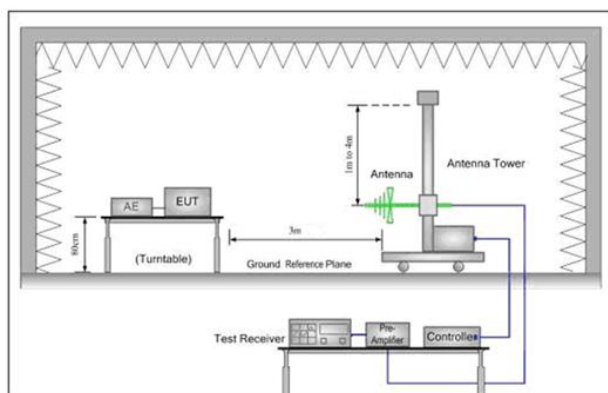 1m to 4m
Antenna
Antenna Tower
AE
EUT
80cm
(Turntable)
3m
Ground Reference Plane
Test Receiver
Pre-
Amplifier
Controller